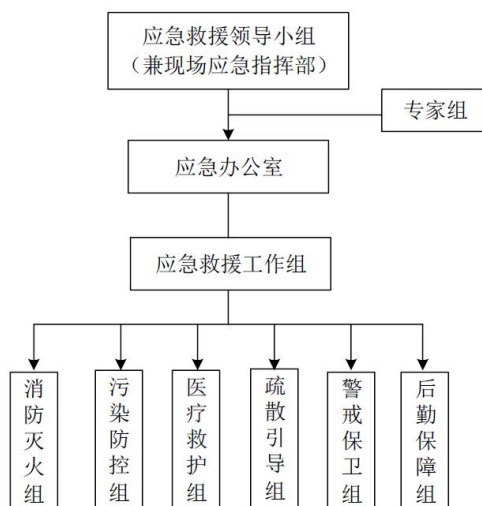 应急救援领导小组
（兼现场应急指挥部）
专家组
应急办公室
应急救援工作组
消防灭火组
污染防控组
医疗救护组
疏散引导组
警戒保卫组
后勤保障组